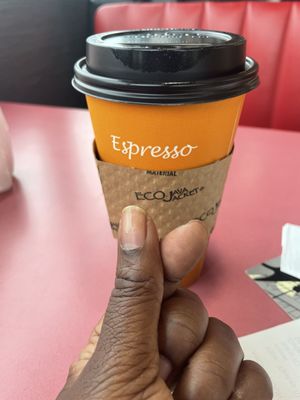 Espresso
MATERIAL
ECO JAVA
JACKET